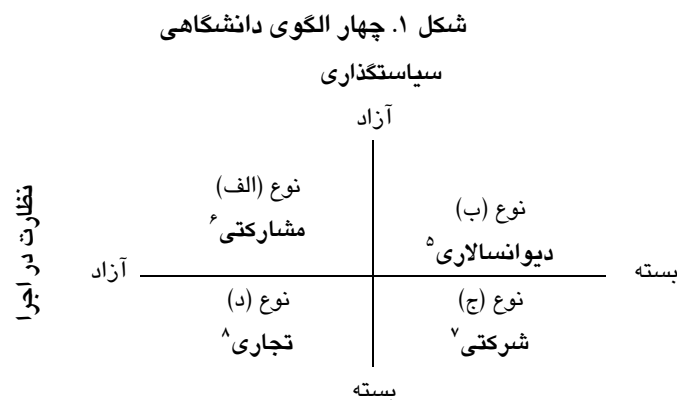 شکل ۱. چهار الگوی دانشگاهی
سیاستگذاری
آزاد
نوع (الف)
مشارکتی۶
نوع (ب)
دیوانسالاری۵
نظارت در اجرا
آزاد
بسته
نوع (د)
تجاری۸
نوع (ج)
شرکتی۷
بسته